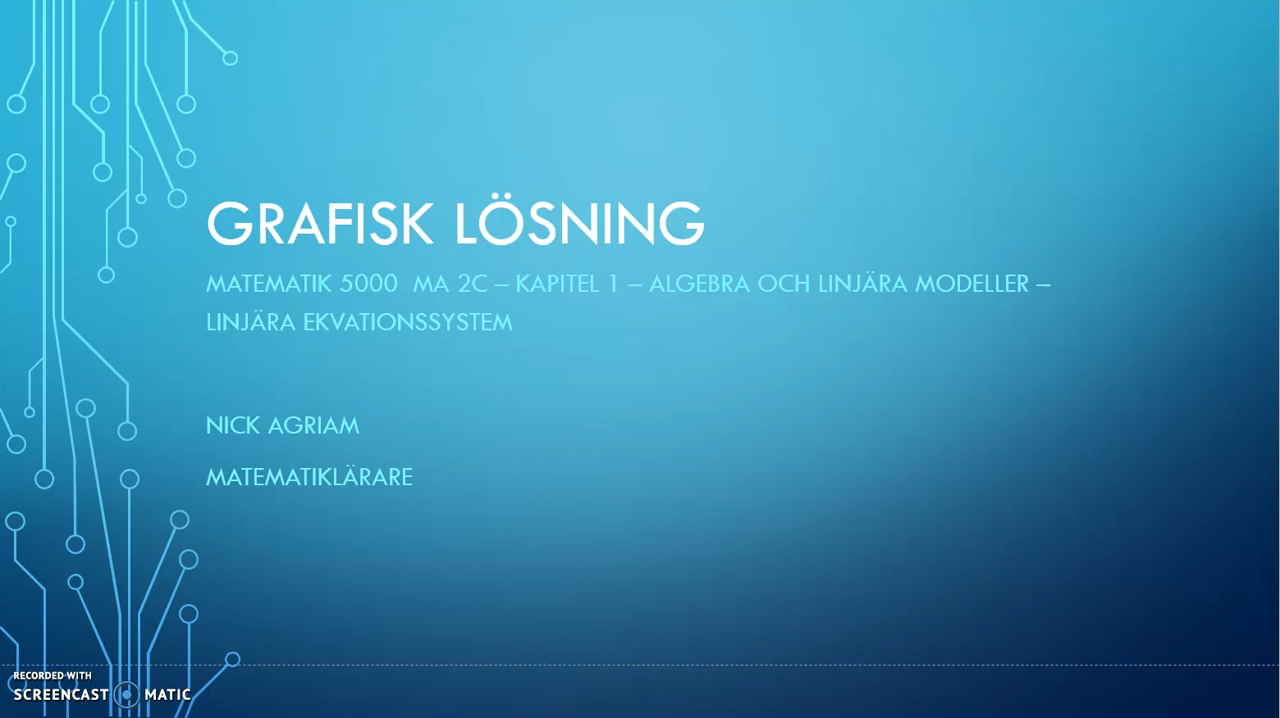 GRAFISK LÖSNING
MATEMATIK 5000 MA 2C – KAPITEL 1 – ALGEBRA OCH LINJÄRA MODELLER –
LINJÄRA EKVATIONSSYSTEM
NICK AGRIAM
MATEMATIKLÄRARE
RECORDED WITH
SCREENCAST MATIC